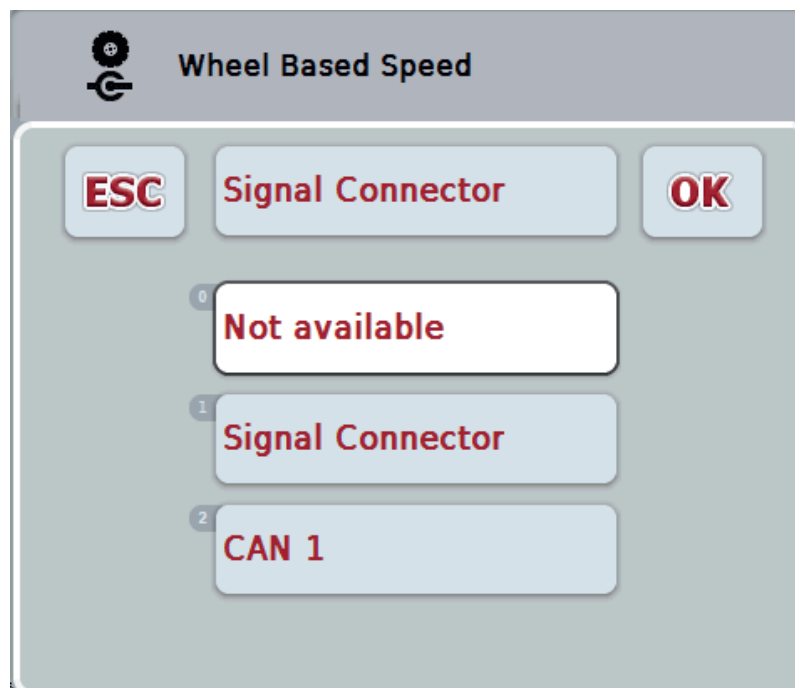 Wheel Based Speed
ESC Signal Connector OK
0
Not available
1
Signal Connector
2
CAN 1